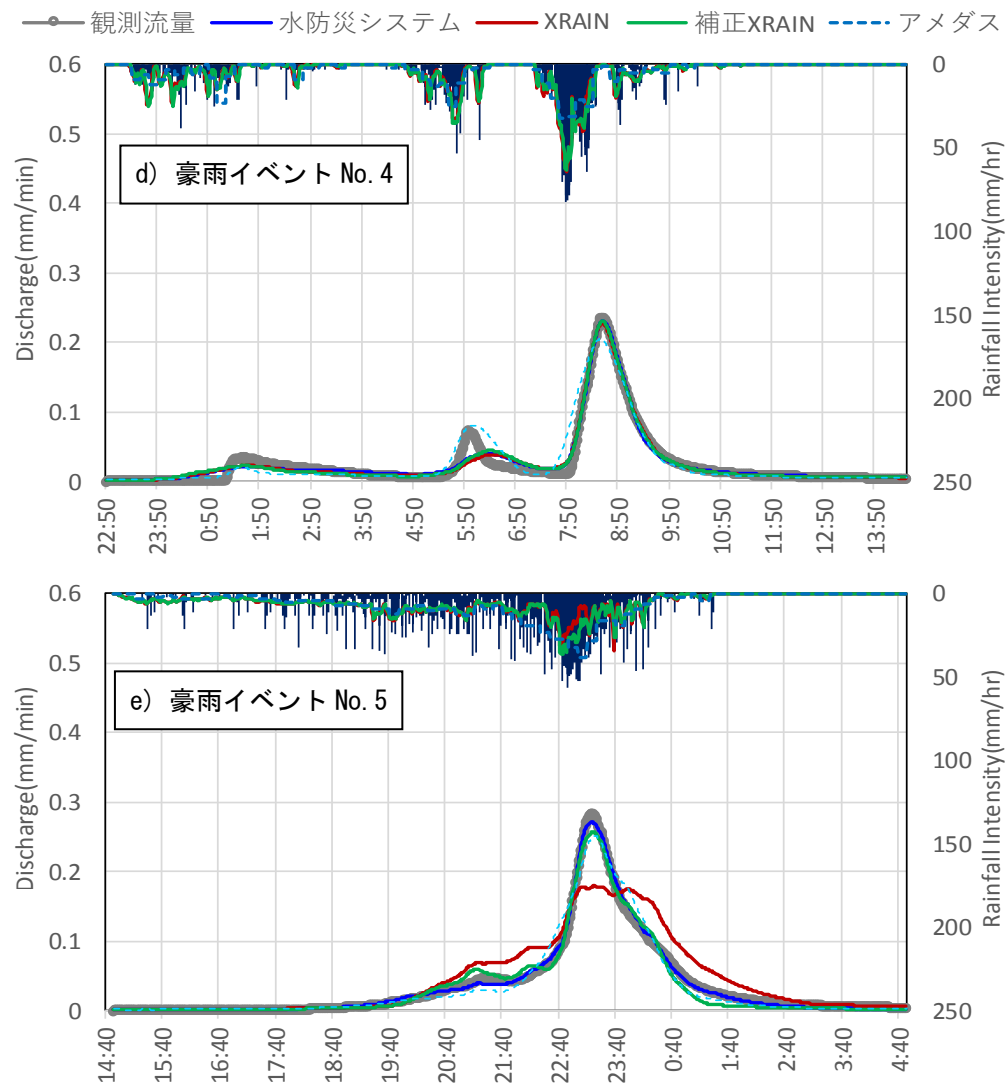 観測流量 水防災システム XRAIN 補正XRAIN アメダス
0.6 0
0.5 50
0.4 100
0.3 150
0.2 200
0.1
0 250
Discharge(mm/min)
Rainfall Intensity(mm/hr)
d) 豪雨イベント No.4
22:50 23:50 0:50 1:50 2:50 3:50 4:50 5:50 6:50 7:50 8:50 9:50 10:50 11:50 12:50 13:50
0.6 0
0.5 50
0.4 100
0.3 150
0.2 200
0.1
0 250
Discharge(mm/min)
Rainfall Intensity(mm/hr)
e) 豪雨イベント No.5
14:40 15:40 16:40 17:40 18:40 19:40 20:40 21:40 22:40 23:40 0:40 1:40 2:40 3:40 4:40